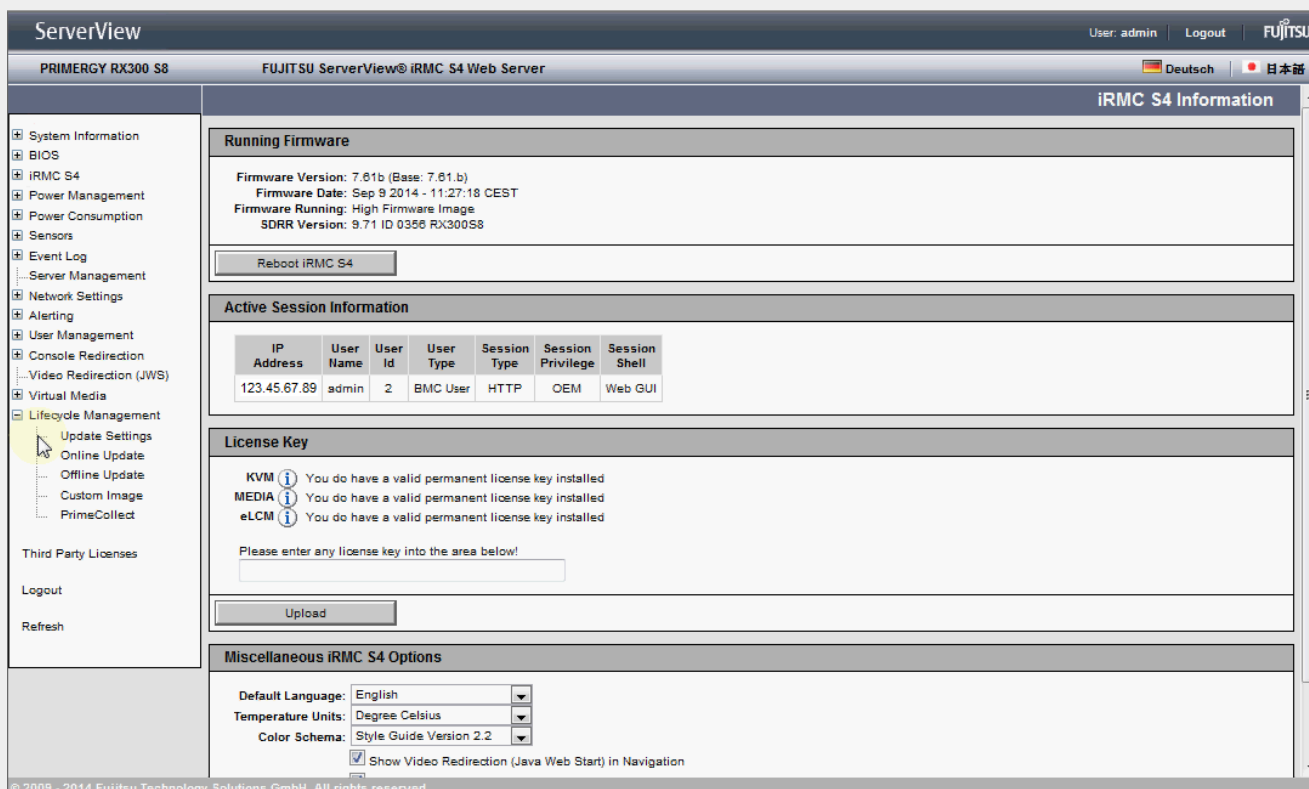 ServerView
User: admin Logout FUJITSU
PRIMERGY RX300 S8 FUJITSU ServerView® iRMC S4 Web Server Deutsch 日本語
iRMC S4 Information
System Information
BIOS
iRMC S4
Power Management
Power Consumption
Sensors
Event Log
Server Management
Network Settings
Alerting
User Management
Console Redirection
Video Redirection (JWS)
Virtual Media
Lifecycle Management
Update Settings
Online Update
Offline Update
Custom Image
PrimeCollect
Third Party Licenses
Logout
Refresh
Running Firmware
Firmware Version: 7.61b (Base: 7.61.b)
Firmware Date: Sep 9 2014 - 11:27:18 CEST
Firmware Running: High Firmware Image
SDRR Version: 9.71 ID 0356 RX300S8
Reboot iRMC S4
Active Session Information
IP Address User Name User Id User Type Session Type Session Privilege Session Shell
123.45.67.89 admin 2 BMC User HTTP OEM Web GUI
License Key
KVM You do have a valid permanent license key installed
MEDIA You do have a valid permanent license key installed
eLCM You do have a valid permanent license key installed
Please enter any license key into the area below!
Upload
Miscellaneous iRMC S4 Options
Default Language: English
Temperature Units: Degree Celsius
Color Schema: Style Guide Version 2.2
Show Video Redirection (Java Web Start) in Navigation
© 2009 - 2014 Fujitsu Technology Solutions GmbH. All rights reserved.